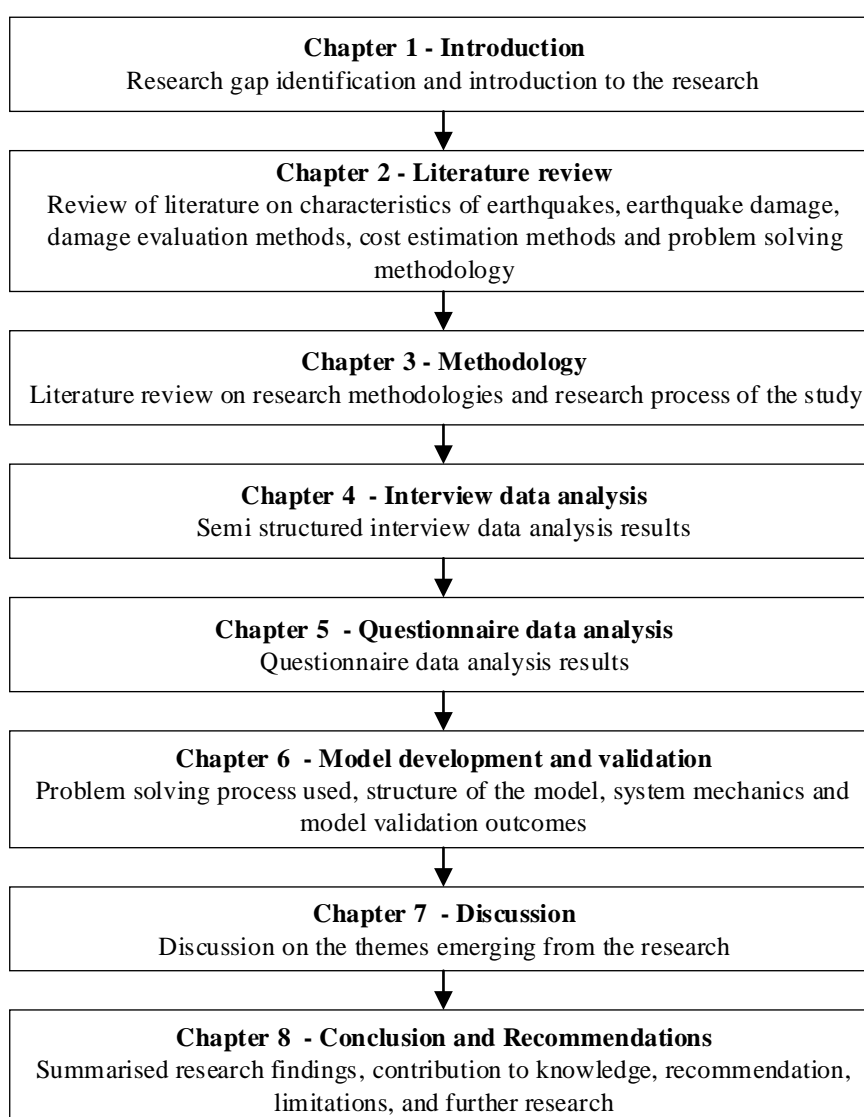 Chapter 1 - Introduction
Research gap identification and introduction to the research
Chapter 2 - Literature review
Review of literature on characteristics of earthquakes, earthquake damage,
damage evaluation methods, cost estimation methods and problem solving
methodology
Chapter 3 - Methodology
Literature review on research methodologies and research process of the study
Chapter 4 - Interview data analysis
Semi structured interview data analysis results
Chapter 5 - Questionnaire data analysis
Questionnaire data analysis results
Chapter 6 - Model development and validation
Problem solving process used, structure of the model, system mechanics and
model validation outcomes
Chapter 7 - Discussion
Discussion on the themes emerging from the research
Chapter 8 - Conclusion and Recommendations
Summarised research findings, contribution to knowledge, recommendation,
limitations, and further research